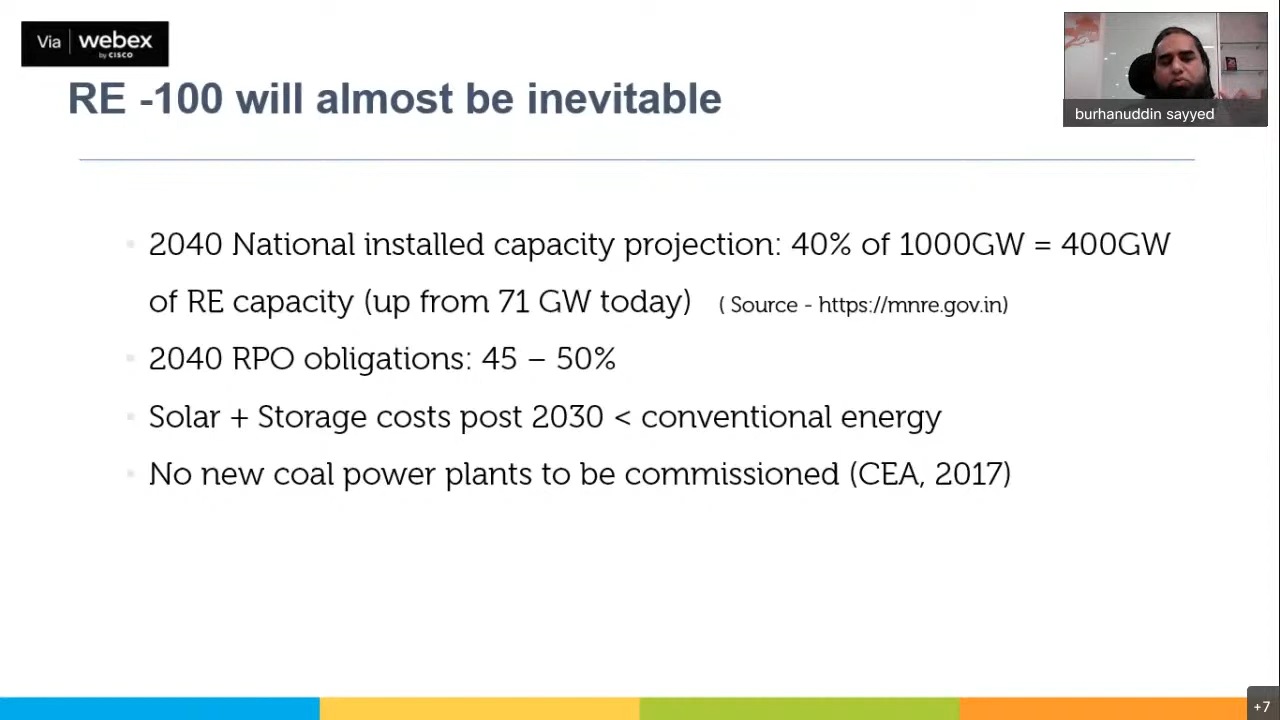 Via webex
by CISCO
RE -100 will almost be inevitable
burhanuddin sayyed
2040 National installed capacity projection: 40% of 1000GW = 400GW
of RE capacity (up from 71 GW today) ( Source - https://mnre.gov.in)
2040 RPO obligations: 45 – 50%
Solar + Storage costs post 2030 < conventional energy
No new coal power plants to be commissioned (CEA, 2017)
+7